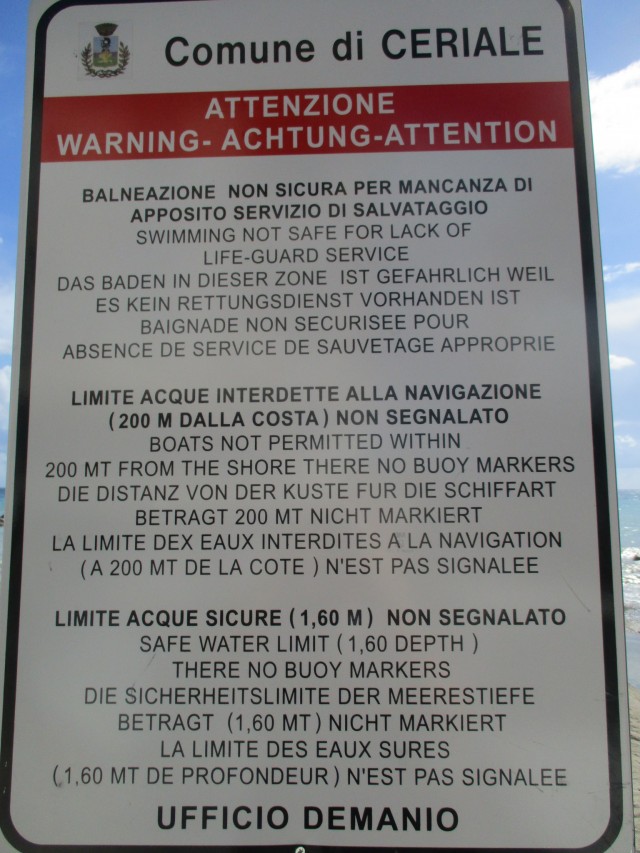 Comune di CERIALE
ATTENZIONE
WARNING- ACHTUNG-ATTENTION
BALNEAZIONE NON SICURA PER MANCANZA DI
APPOSITO SERVIZIO DI SALVATAGGIO
SWIMMING NOT SAFE FOR LACK OF
LIFE-GUARD SERVICE
DAS BADEN IN DIESER ZONE IST GEFAHRLICH WEIL
ES KEIN RETTUNGSDIENST VORHANDEN IST
BAIGNADE NON SECURISEE POUR
ABSENCE DE SERVICE DE SAUVETAGE APPROPRIE
LIMITE ACQUE INTERDETTE ALLA NAVIGAZIONE
( 200 M DALLA COSTA ) NON SEGNALATO
BOATS NOT PERMITTED WITHIN
200 MT FROM THE SHORE THERE NO BUOY MARKERS
DIE DISTANZ VON DER KUSTE FUR DIE SCHIFFART
BETRAGT 200 MT NICHT MARKIERT
LA LIMITE DEX EAUX INTERDITES A LA NAVIGATION
( A 200 MT DE LA COTE ) N'EST PAS SIGNALEE
LIMITE ACQUE SICURE ( 1,60 M ) NON SEGNALATO
SAFE WATER LIMIT ( 1,60 DEPTH )
THERE NO BUOY MARKERS
DIE SICHERHEITSLIMITE DER MEERESTIEFE
BETRAGT (1,60 MT) NICHT MARKIERT
LA LIMITE DES EAUX SURES
(1,60 MT DE PROFONDEUR) N'EST PAS SIGNALEE
UFFICIO DEMANIO